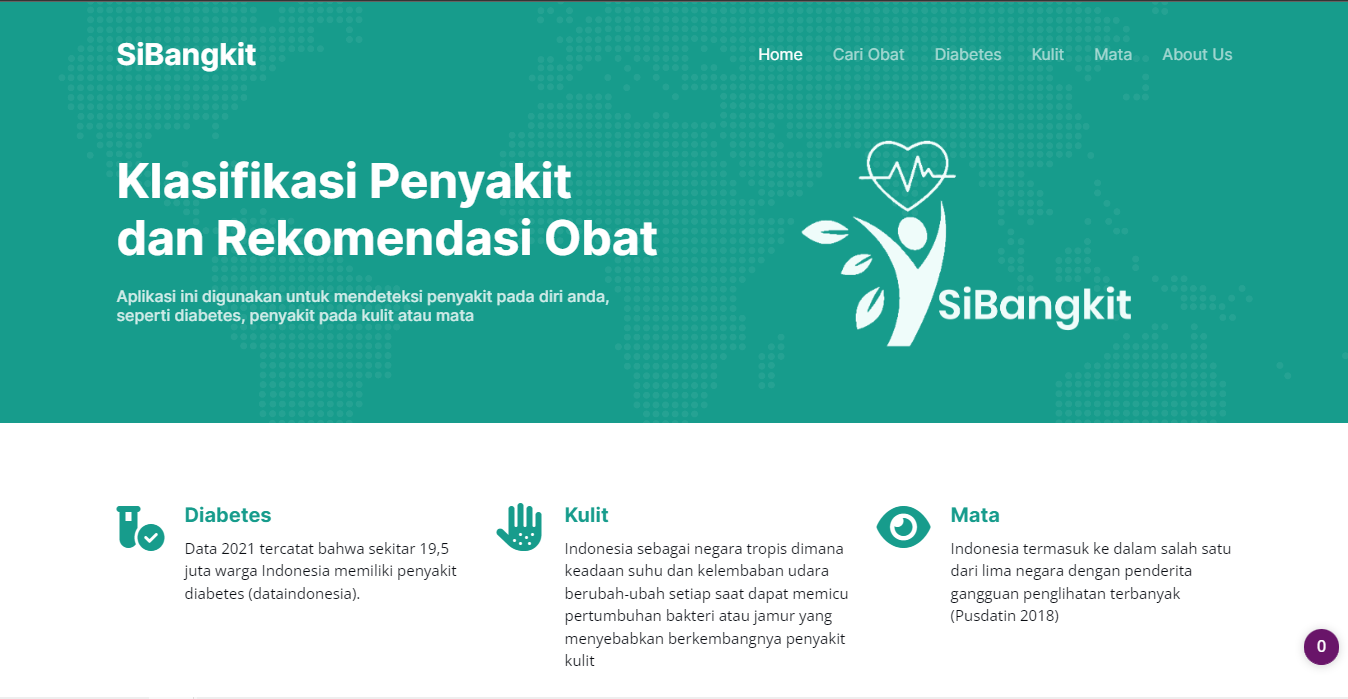 SiBangkit
Home Cari Obat Diabetes Kulit Mata About Us
Klasifikasi Penyakit
dan Rekomendasi Obat
Aplikasi ini digunakan untuk mendeteksi penyakit pada diri anda,
seperti diabetes, penyakit pada kulit atau mata
SiBangkit
Diabetes
Data 2021 tercatat bahwa sekitar 19,5
juta warga Indonesia memiliki penyakit
diabetes (dataindonesia).
Kulit
Indonesia sebagai negara tropis dimana
keadaan suhu dan kelembaban udara
berubah-ubah setiap saat dapat memicu
pertumbuhan bakteri atau jamur yang
menyebabkan berkembangnya penyakit
kulit
Mata
Indonesia termasuk ke dalam salah satu
dari lima negara dengan penderita
gangguan penglihatan terbanyak
(Pusdatin 2018)
0